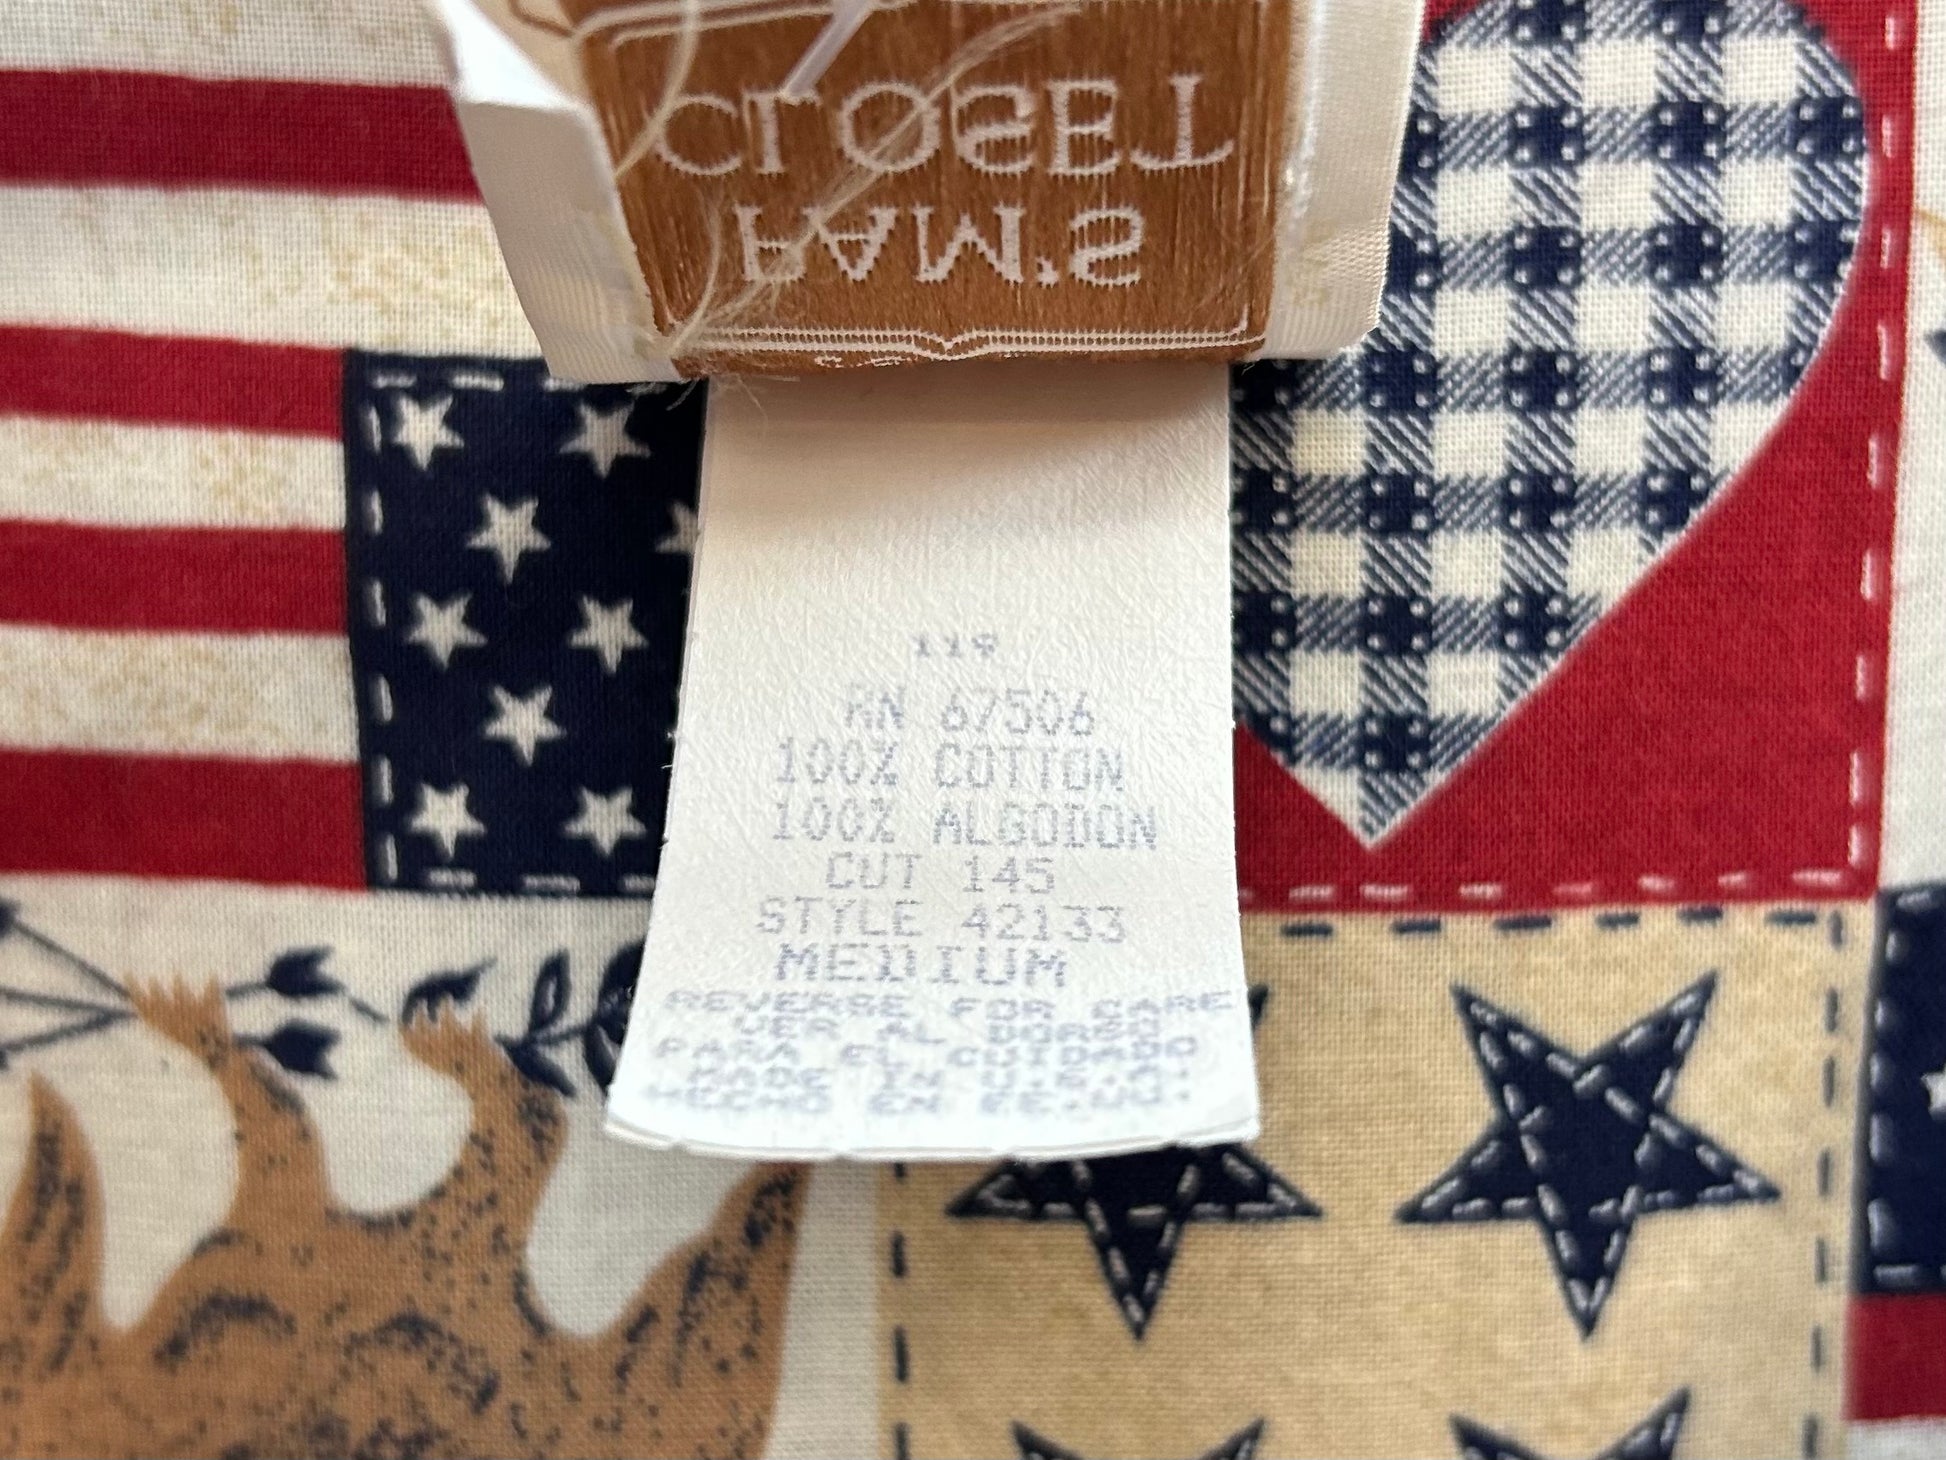 CLOSET
119
RN 67506
100% COTTON
100% ALGODON
CUT 145
STYLE 42133
MEDIUM
REVERSE FOR CARE
VER AL DORSO
PARA EL CUIDADO
MADE IN U.S.A.
HECHO EN EE.UU.